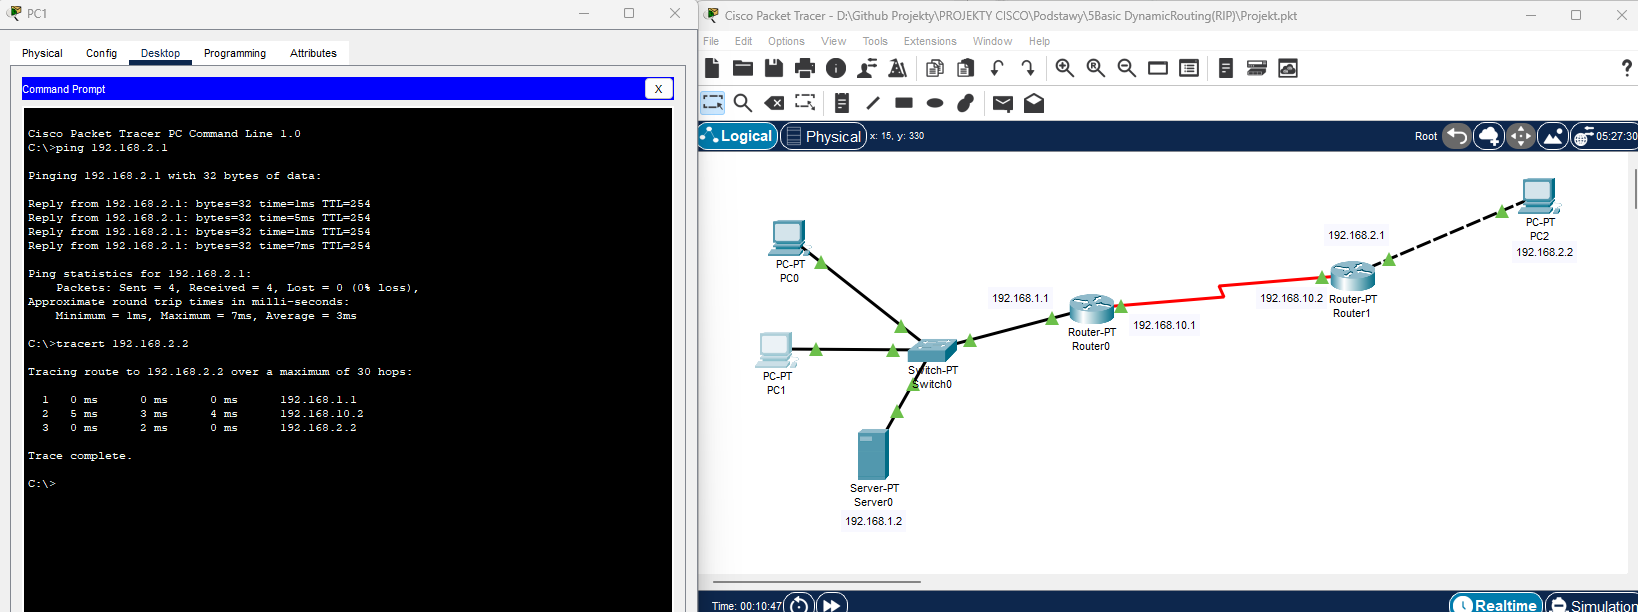 PC1
Physical Config Desktop Programming Attributes
Command Prompt
X
Cisco Packet Tracer PC Command Line 1.0
C:\>ping 192.168.2.1
Pinging 192.168.2.1 with 32 bytes of data:
Reply from 192.168.2.1: bytes=32 time=1ms TTL=254
Reply from 192.168.2.1: bytes=32 time=5ms TTL=254
Reply from 192.168.2.1: bytes=32 time=1ms TTL=254
Reply from 192.168.2.1: bytes=32 time=7ms TTL=254
Ping statistics for 192.168.2.1:
Packets: Sent = 4, Received = 4, Lost = 0 (0% loss),
Approximate round trip times in milli-seconds:
Minimum = 1ms, Maximum = 7ms, Average = 3ms
C:\>tracert 192.168.2.2
Tracing route to 192.168.2.2 over a maximum of 30 hops:
1 0 ms 0 ms 0 ms 192.168.1.1
2 5 ms 3 ms 4 ms 192.168.10.2
3 0 ms 2 ms 0 ms 192.168.2.2
Trace complete.
C:\>
Cisco Packet Tracer - D:\Github Projekty\PROJEKTY CISCO\Podstawy\5Basic DynamicRouting(RIP)\Projekt.pkt
File Edit Options View Tools Extensions Window Help
Logical Physical x: 15, y: 330
Root 05:27:30
PC-PT
PC0
PC-PT
PC1
Switch-PT
Switch0
Server-PT
Server0
192.168.1.2
192.168.1.1
Router-PT
Router0
192.168.10.1
192.168.10.2
192.168.2.1
Router-PT
Router1
PC-PT
PC2
192.168.2.2
Time: 00:10:47
Realtime
Simulation